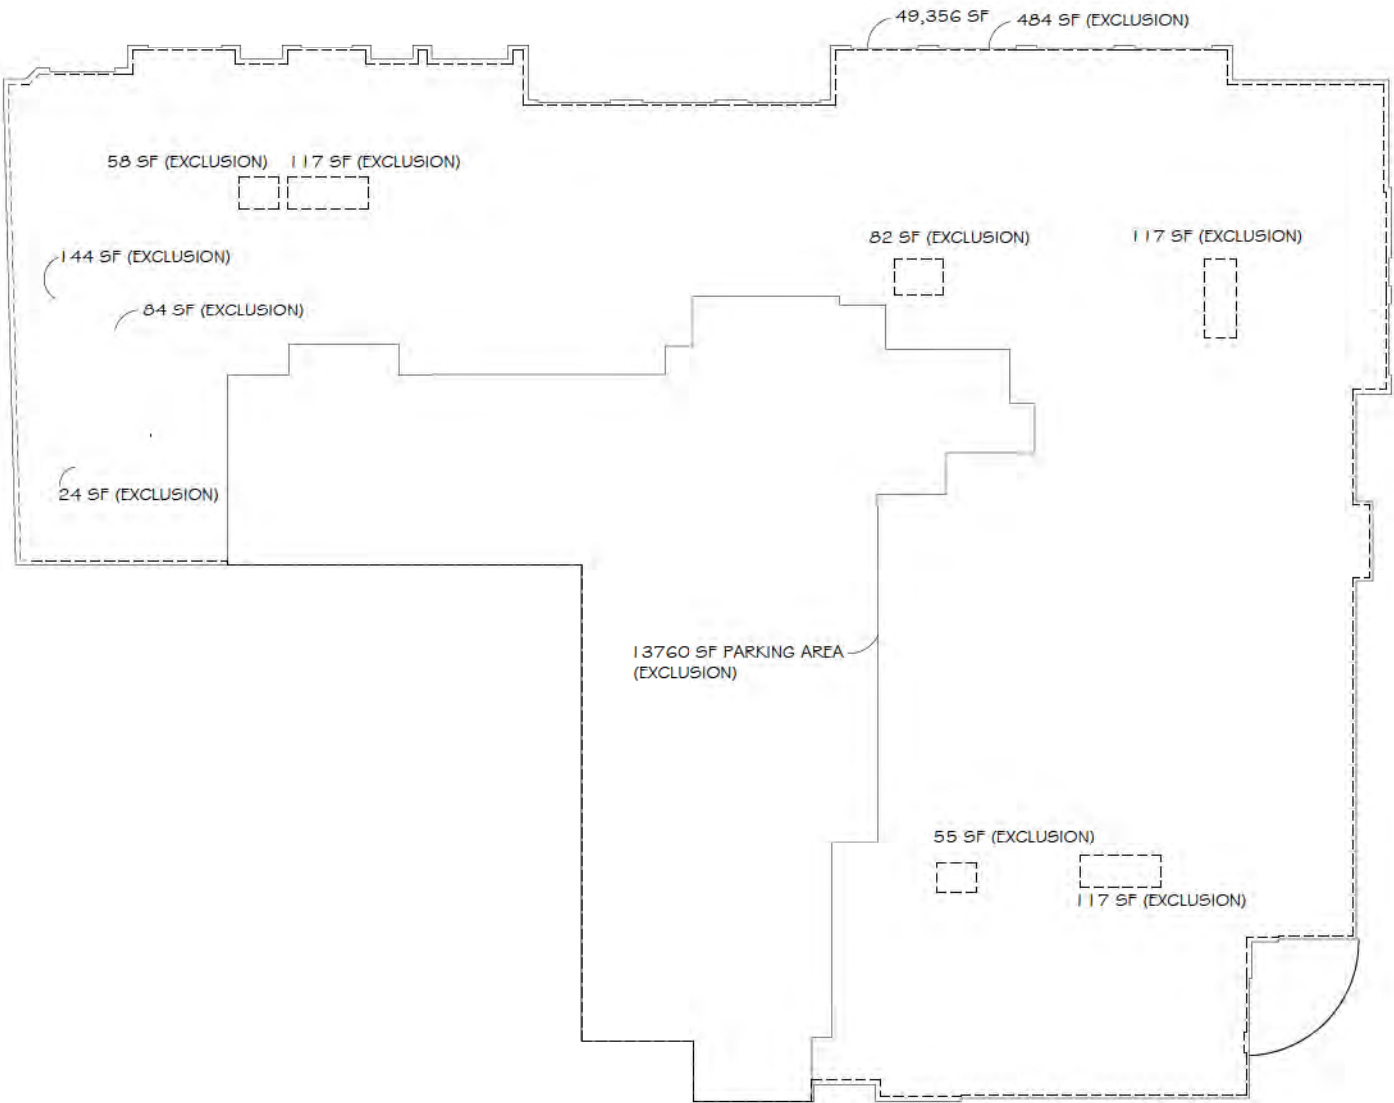 49,356 SF
484 SF (EXCLUSION)
58 SF (EXCLUSION)
117 SF (EXCLUSION)
82 SF (EXCLUSION)
117 SF (EXCLUSION)
144 SF (EXCLUSION)
84 SF (EXCLUSION)
24 SF (EXCLUSION)
13760 SF PARKING AREA
(EXCLUSION)
55 SF (EXCLUSION)
117 SF (EXCLUSION)